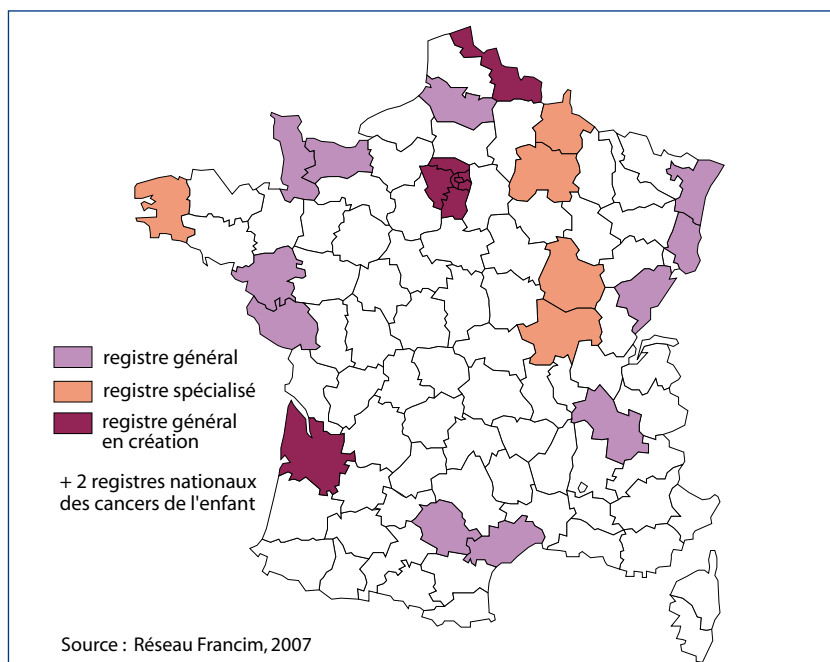 registre général
registre spécialisé
registre général
en création
+ 2 registres nationaux
des cancers de l'enfant
Source : Réseau Francim, 2007